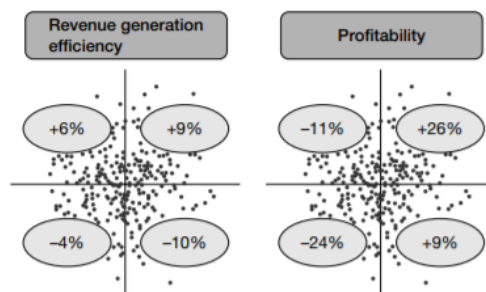 Revenue generation
efficiency
Profitability
+6%
+9%
–11%
+26%
–4%
–10%
–24%
+9%